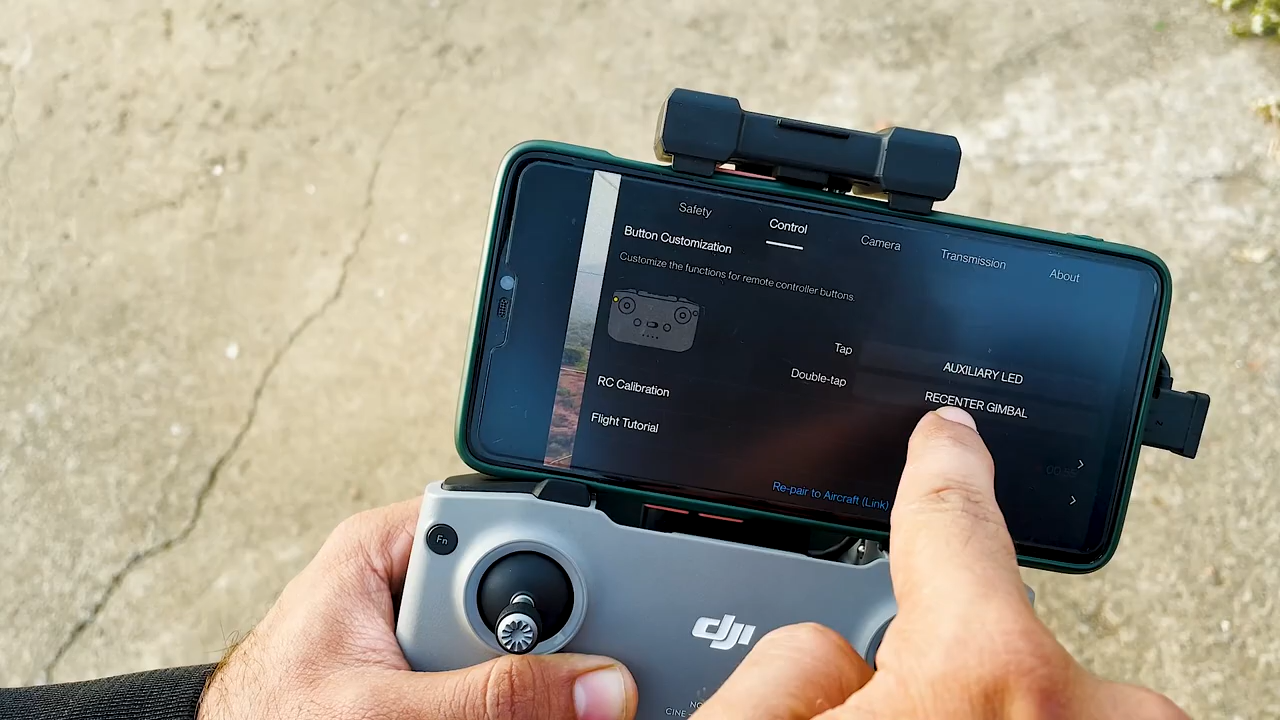 Safety
Control
Camera
Transmission
About
Button Customization
Customize the functions for remote controller buttons.
Tap
AUXILIARY LED
Double-tap
RECENTER GIMBAL
RC Calibration
Flight Tutorial
Re-pair to Aircraft (Link)
Fn
dji
CINE